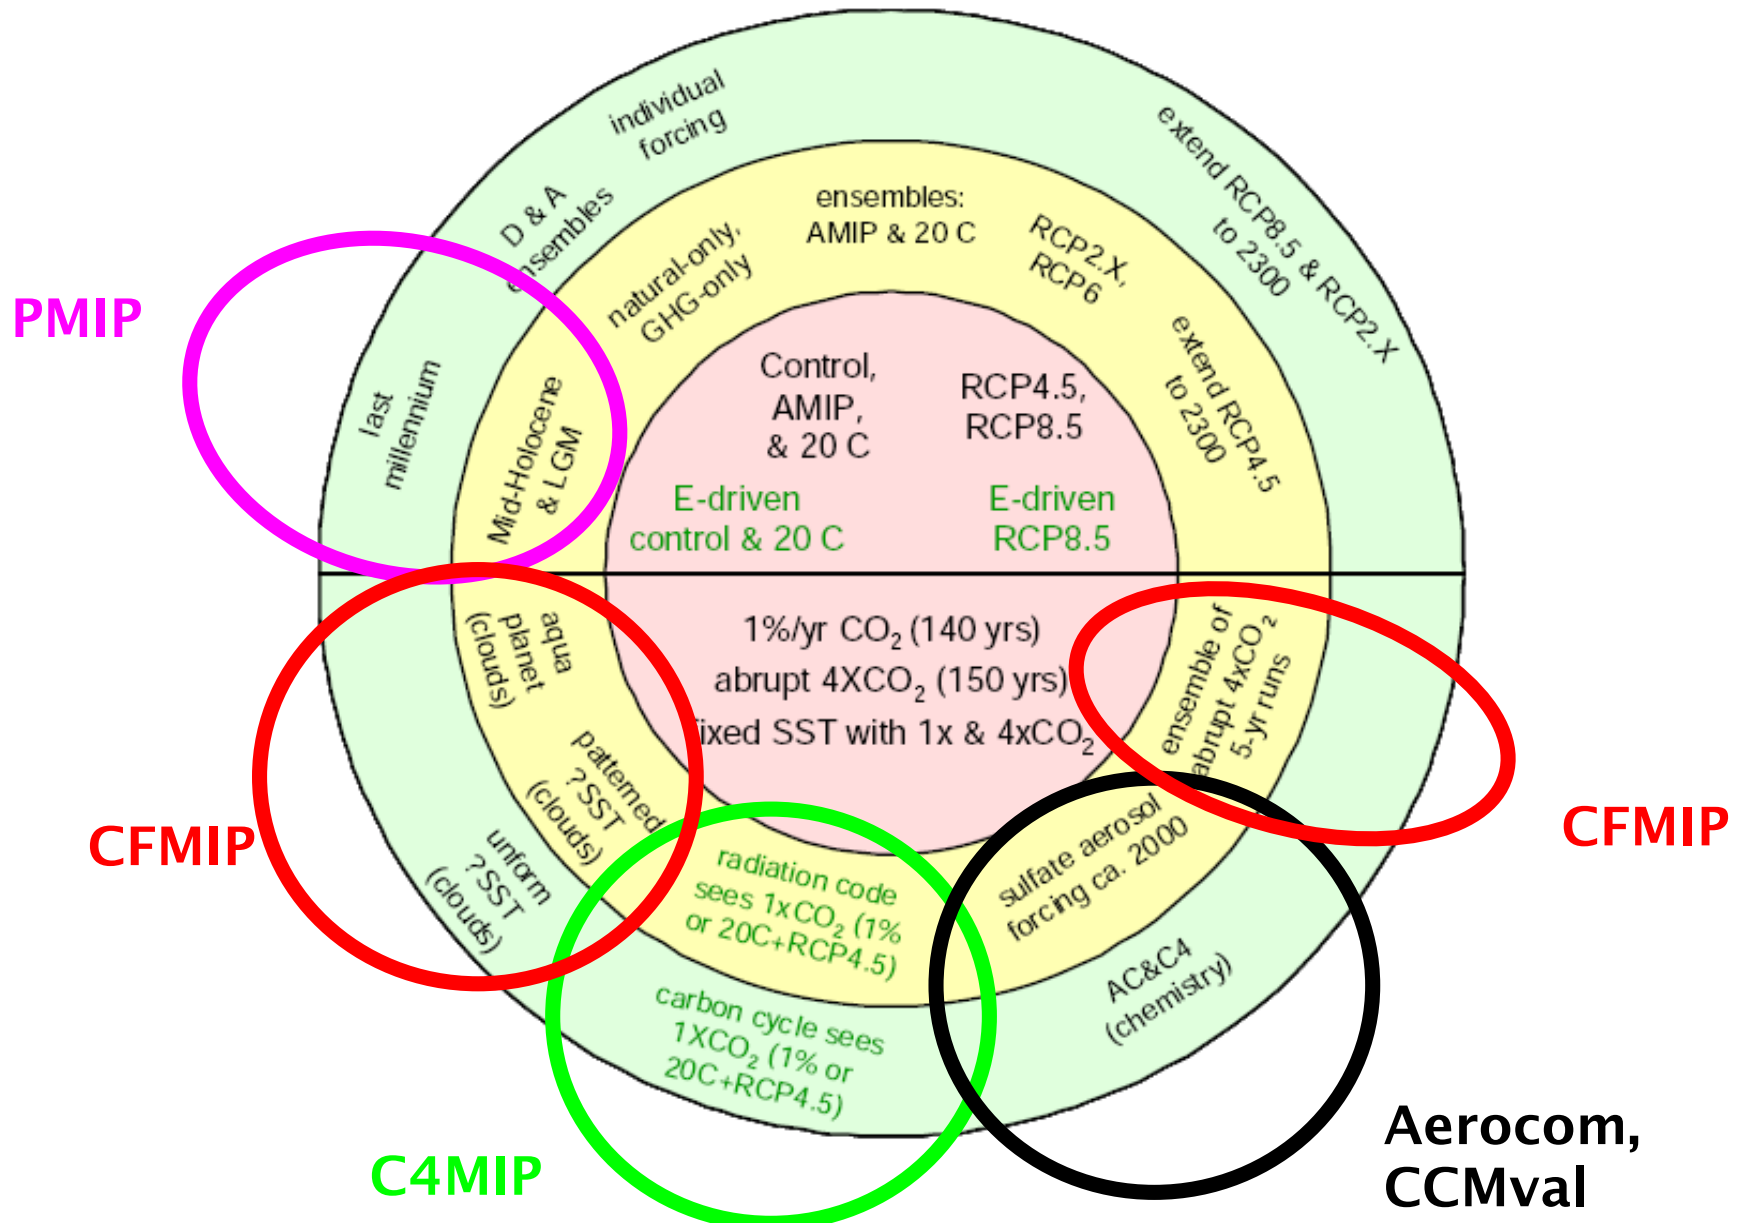 individual
forcing
D & A
ensembles
extend RCP8.5 & RCP2.X
to 2300
ensembles:
AMIP & 20 C
natural-only,
GHG-only
RCP2.X,
RCP6
extend RCP4.5
to 2300
PMIP
last
millennium
Mid-Holocene
& LGM
Control,
AMIP,
& 20 C
RCP4.5,
RCP8.5
E-driven
control & 20 C
E-driven
RCP8.5
1%/yr CO₂ (140 yrs)
abrupt 4XCO₂ (150 yrs)
fixed SST with 1x & 4xCO₂
aqua
planet
(clouds)
patterned
?SST
(clouds)
unform
?SST
(clouds)
CFMIP
ensemble of
abrupt 4xCO₂
5-yr runs
CFMIP
radiation code
sees 1xCO₂ (1%
or 20C+RCP4.5)
carbon cycle sees
1XCO₂ (1% or
20C+RCP4.5)
C4MIP
sulfate aerosol
forcing ca. 2000
AC&C4
(chemistry)
Aerocom,
CCMval